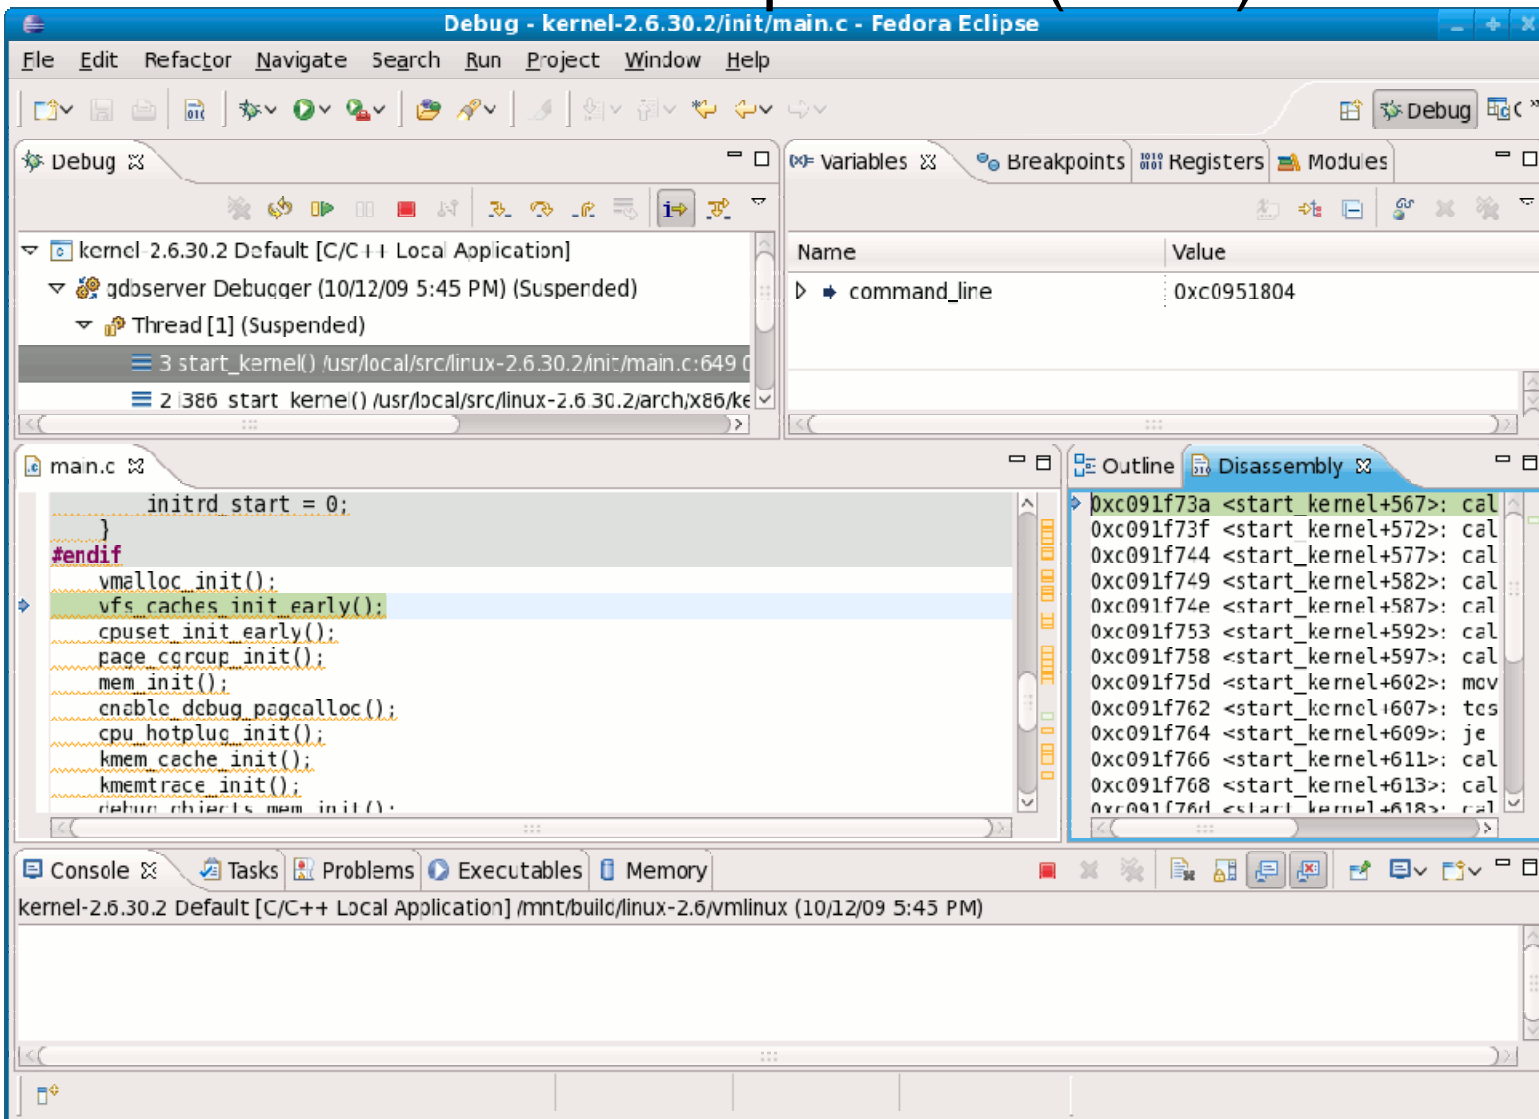 Debug - kernel-2.6.30.2/init/main.c - Fedora Eclipse
File Edit Refactor Navigate Search Run Project Window Help
Debug C
Debug
Variables Breakpoints Registers Modules
kernel-2.6.30.2 Default [C/C++ Local Application]
gdbserver Debugger (10/12/09 5:45 PM) (Suspended)
Thread [1] (Suspended)
3 start_kernel() /usr/local/src/linux-2.6.30.2/init/main.c:649 0
2 i386_start_kernel() /usr/local/src/linux-2.6.30.2/arch/x86/ke
Name Value
command_line 0xc0951804
main.c
initrd_start = 0;
}
#endif
vmalloc_init();
vfs_caches_init_early();
cpuset_init_early();
page_cgroup_init();
mem_init();
enable_debug_pagealloc();
cpu_hotplug_init();
kmem_cache_init();
kmemtrace_init();
debug_objects_mem_init();
Outline Disassembly
0xc091f73a <start_kernel+567>: cal
0xc091f73f <start_kernel+572>: cal
0xc091f744 <start_kernel+577>: cal
0xc091f749 <start_kernel+582>: cal
0xc091f74e <start_kernel+587>: cal
0xc091f753 <start_kernel+592>: cal
0xc091f758 <start_kernel+597>: cal
0xc091f75d <start_kernel+602>: mov
0xc091f762 <start_kernel+607>: tes
0xc091f764 <start_kernel+609>: je
0xc091f766 <start_kernel+611>: cal
0xc091f768 <start_kernel+613>: cal
0xc091f76d <start_kernel+618>: cal
Console Tasks Problems Executables Memory
kernel-2.6.30.2 Default [C/C++ Local Application] /mnt/build/linux-2.6/vmlinux (10/12/09 5:45 PM)